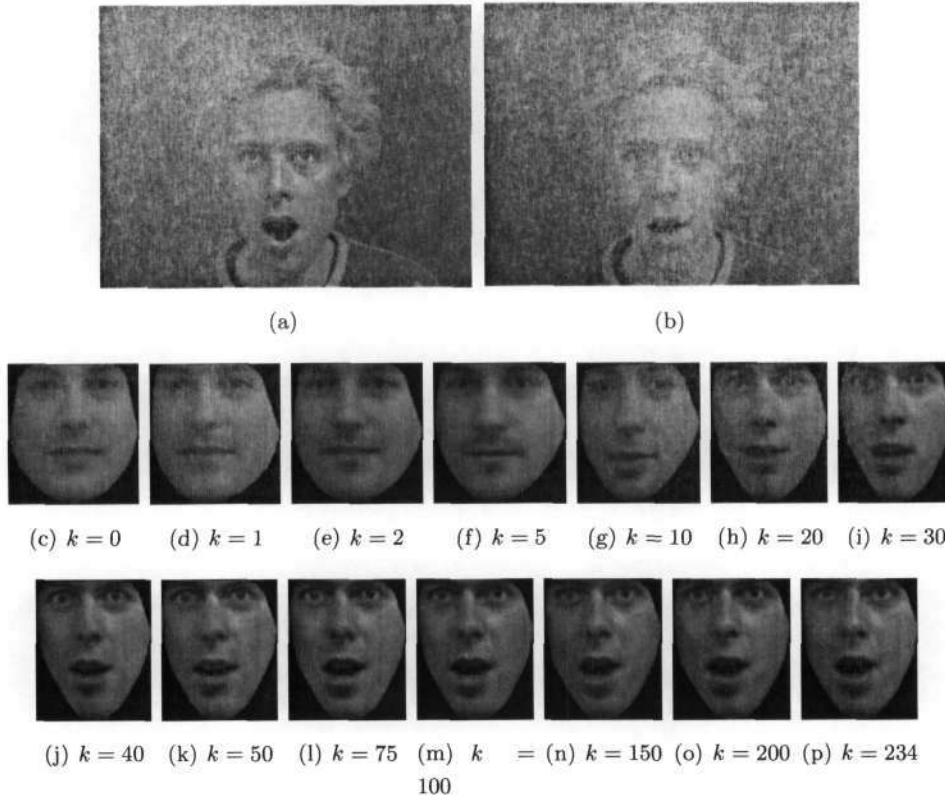 (a) (b)
(c) k = 0 (d) k = 1 (e) k = 2 (f) k = 5 (g) k = 10 (h) k = 20 (i) k = 30
(j) k = 40 (k) k = 50 (l) k = 75 (m) k = (n) k = 150 (o) k = 200 (p) k = 234
100